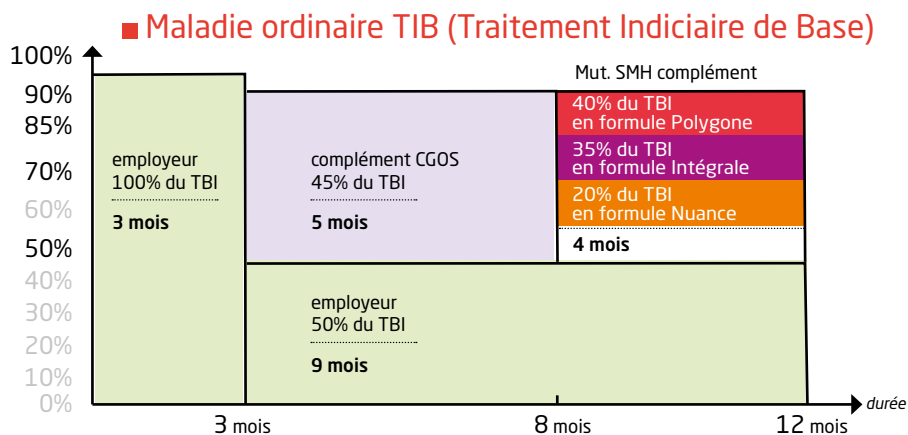 Maladie ordinaire TIB (Traitement Indiciaire de Base)
100%
90%
85%
70%
60%
50%
40%
30%
20%
10%
0%
employeur
100% du TBI
3 mois
complément CGOS
45% du TBI
5 mois
Mut. SMH complément
40% du TBI
en formule Polygone
35% du TBI
en formule Intégrale
20% du TBI
en formule Nuance
4 mois
employeur
50% du TBI
9 mois
3 mois
8 mois
12 mois
durée